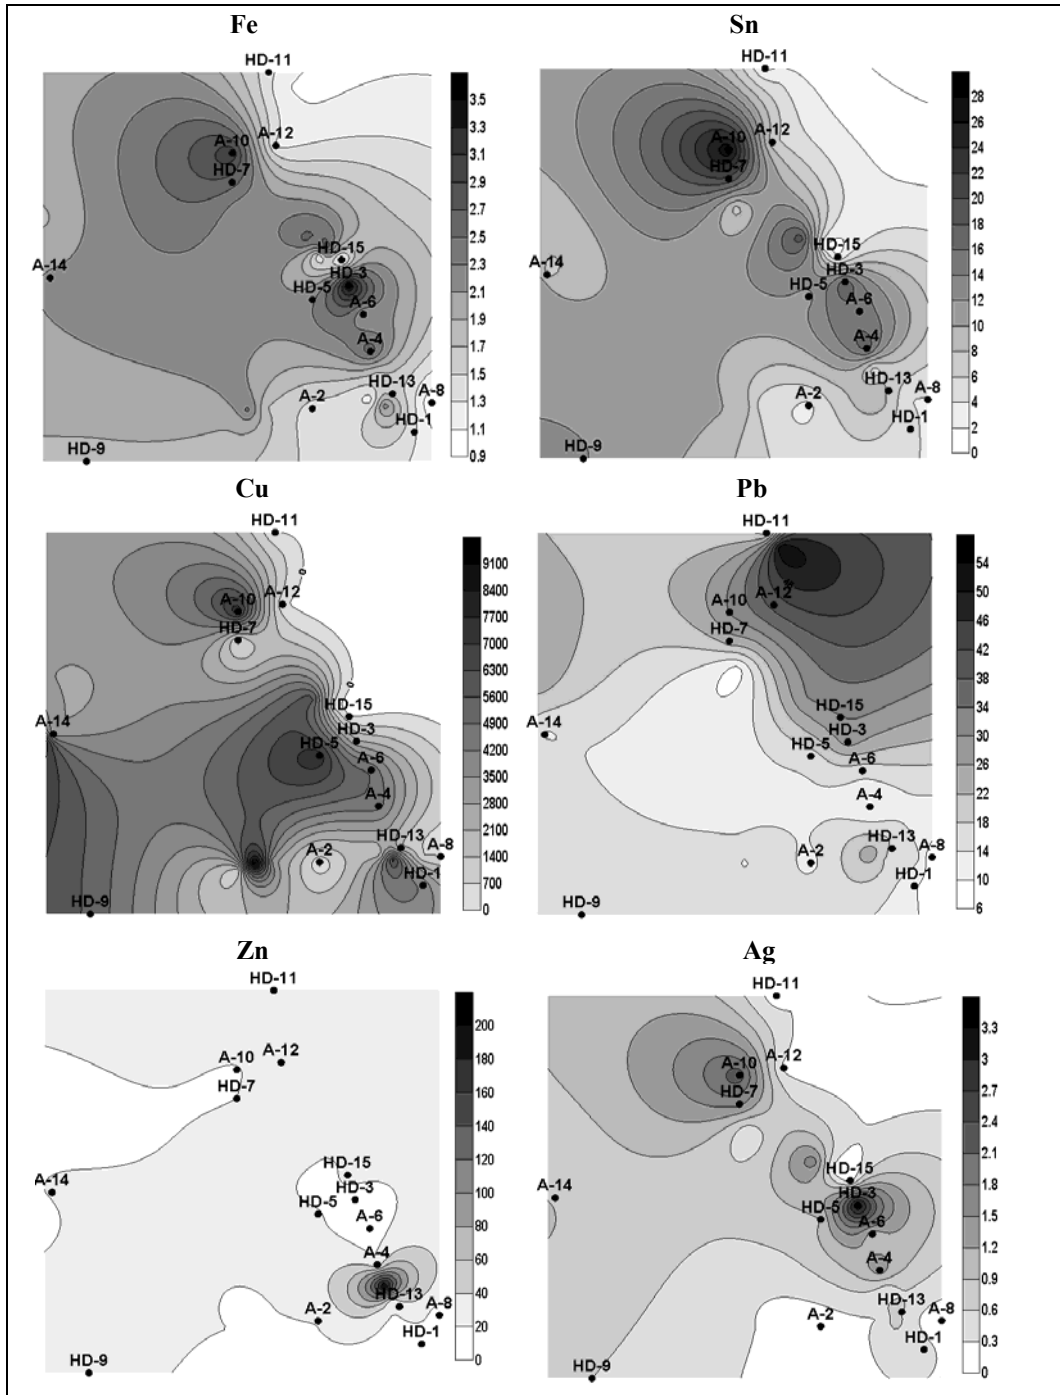 Fe
Sn
HD-11
A-12
A-10
HD-7
HD-15
HD-3
A-14
HD-5
A-6
A-4
HD-13
A-8
A-2
HD-1
HD-9
3.5
3.3
3.1
2.9
2.7
2.5
2.3
2.1
1.9
1.7
1.5
1.3
1.1
0.9
HD-11
A-12
A-10
HD-7
HD-15
HD-3
A-14
HD-5
A-6
A-4
HD-13
A-8
A-2
HD-1
HD-9
28
26
24
22
20
18
16
14
12
10
8
6
4
2
0
Cu
Pb
HD-11
A-10
A-12
HD-7
HD-15
A-14
HD-3
HD-5
A-6
A-4
HD-13
A-8
A-2
HD-1
HD-9
9100
8400
7700
7000
6300
5600
4900
4200
3500
2800
2100
1400
700
0
HD-11
A-10
A-12
HD-7
HD-15
A-14
HD-3
HD-5
A-6
A-4
HD-13
A-8
A-2
HD-1
HD-9
54
50
46
42
38
34
30
26
22
18
14
10
6
Zn
Ag
HD-11
A-12
A-10
HD-7
HD-15
A-14
HD-3
HD-5
A-6
A-4
HD-13
A-8
A-2
HD-1
HD-9
200
180
160
140
120
100
80
60
40
20
0
HD-11
A-12
A-10
HD-7
HD-15
A-14
HD-3
HD-5
A-6
A-4
HD-13
A-8
A-2
HD-1
HD-9
3.3
3
2.7
2.4
2.1
1.8
1.5
1.2
0.9
0.6
0.3
0